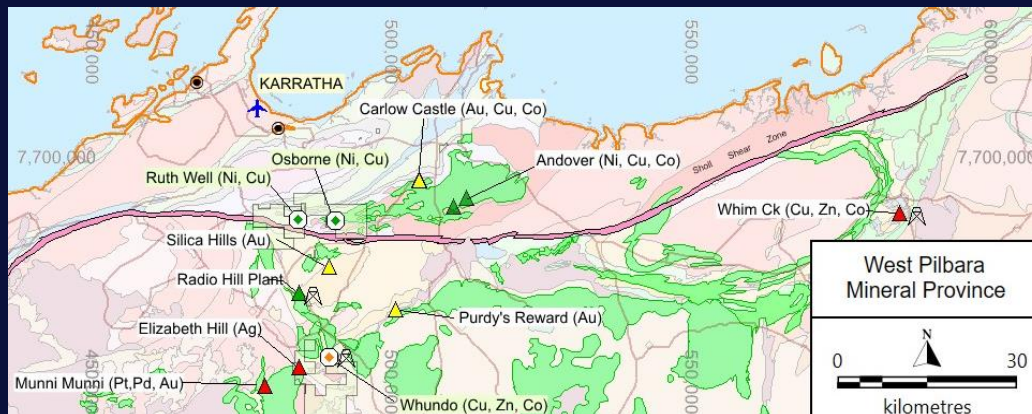 450,000
500,000
550,000
600,000
KARRATHA
Carlow Castle (Au, Cu, Co)
7,700,000
Osborne (Ni, Cu)
Andover (Ni, Cu, Co)
Sholl Shear Zone
7,700,000
Ruth Well (Ni, Cu)
Whim Ck (Cu, Zn, Co)
Silica Hills (Au)
Radio Hill Plant
Purdy's Reward (Au)
Elizabeth Hill (Ag)
Munni Munni (Pt,Pd, Au)
Whundo (Cu, Zn, Co)
500,000
550,000
West Pilbara
Mineral Province
N
0 30
kilometres